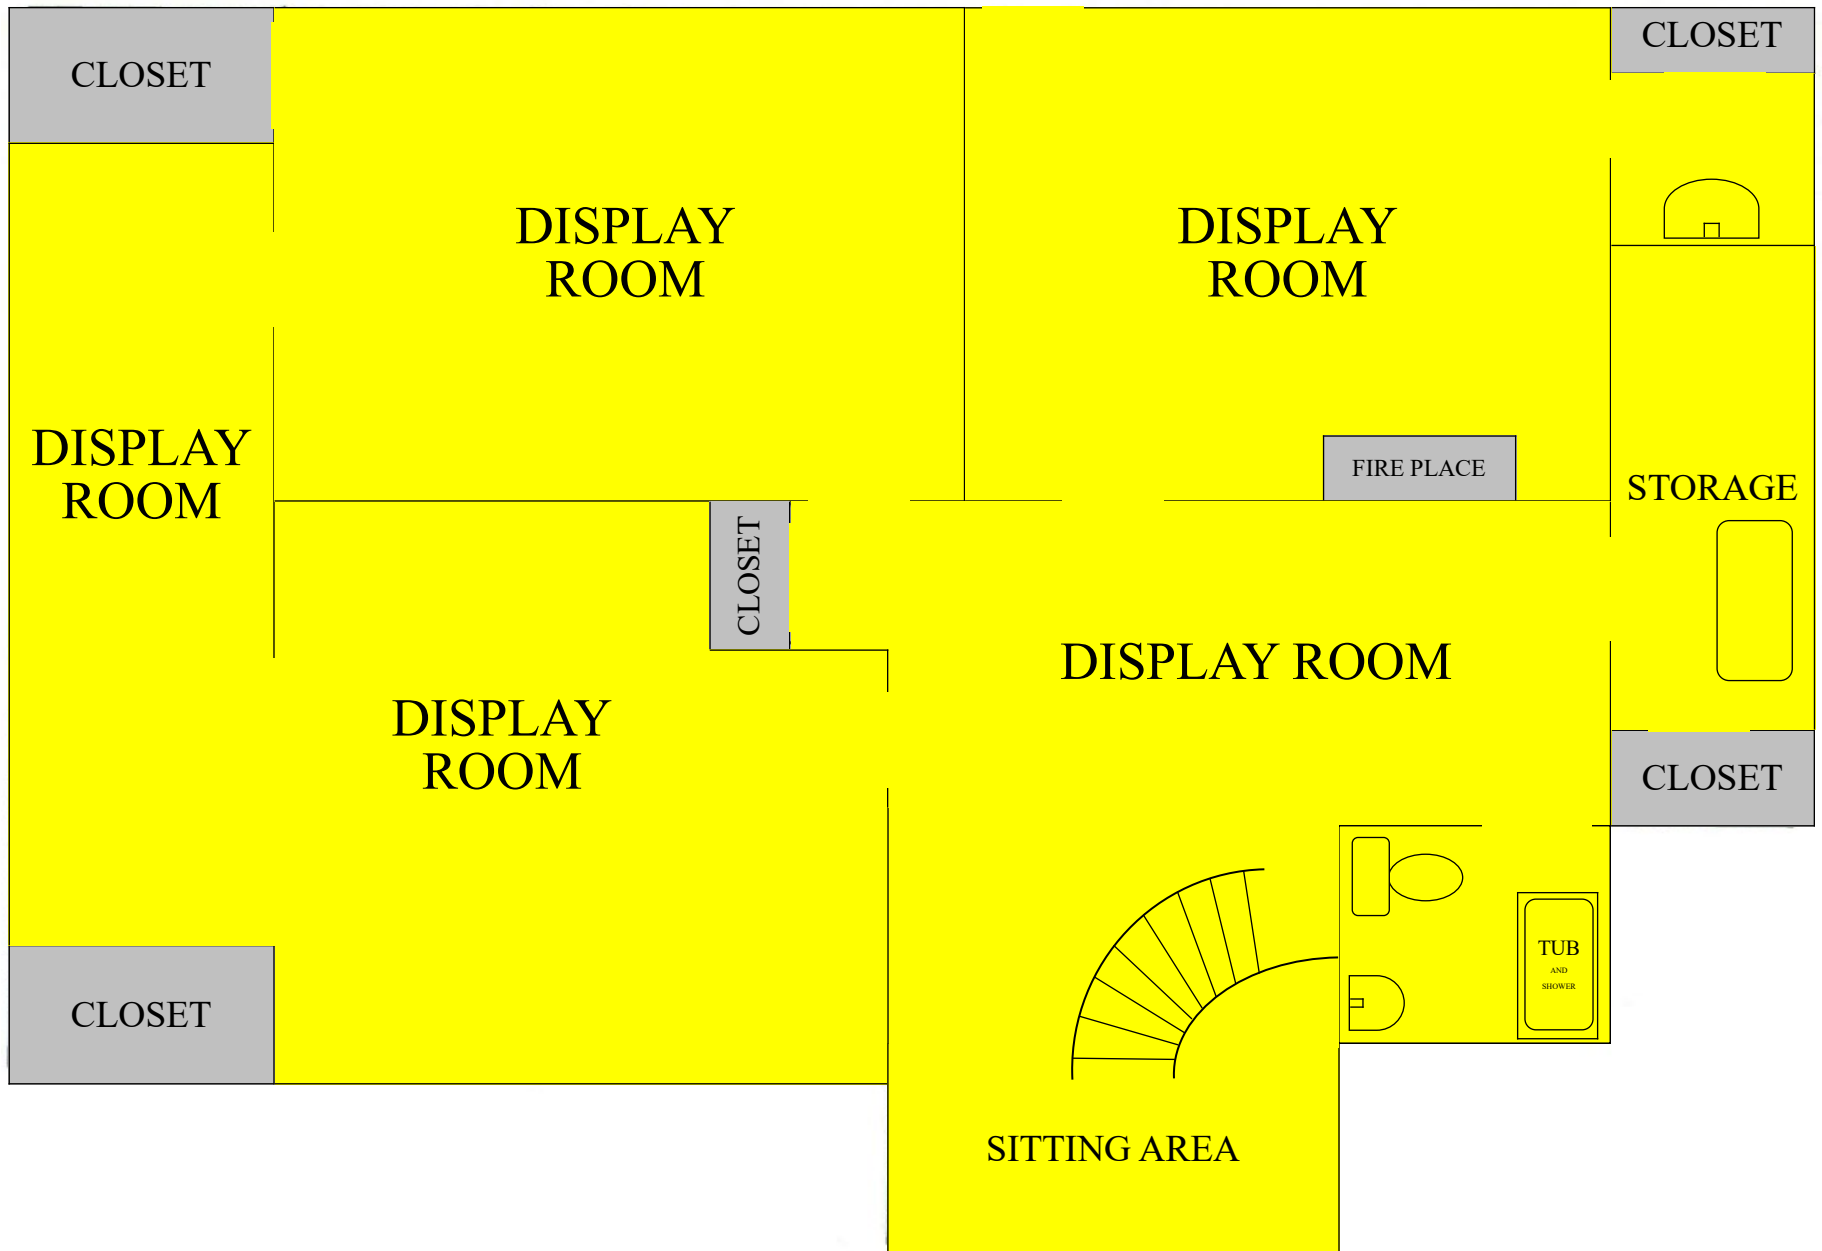 CLOSET
CLOSET
DISPLAY
ROOM
DISPLAY
ROOM
DISPLAY
ROOM
FIRE PLACE
STORAGE
CLOSET
DISPLAY ROOM
DISPLAY
ROOM
CLOSET
TUB
AND
SHOWER
CLOSET
SITTING AREA